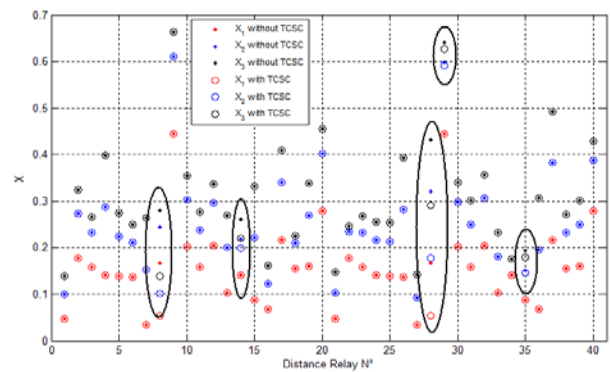 0.7
0.6
0.5
0.4
0.3
0.2
0.1
0
X
X₁ without TCSC
X₂ without TCSC
X₃ without TCSC
X₁ with TCSC
X₂ with TCSC
X₃ with TCSC
0 5 10 15 20 25 30 35 40
Distance Relay N°